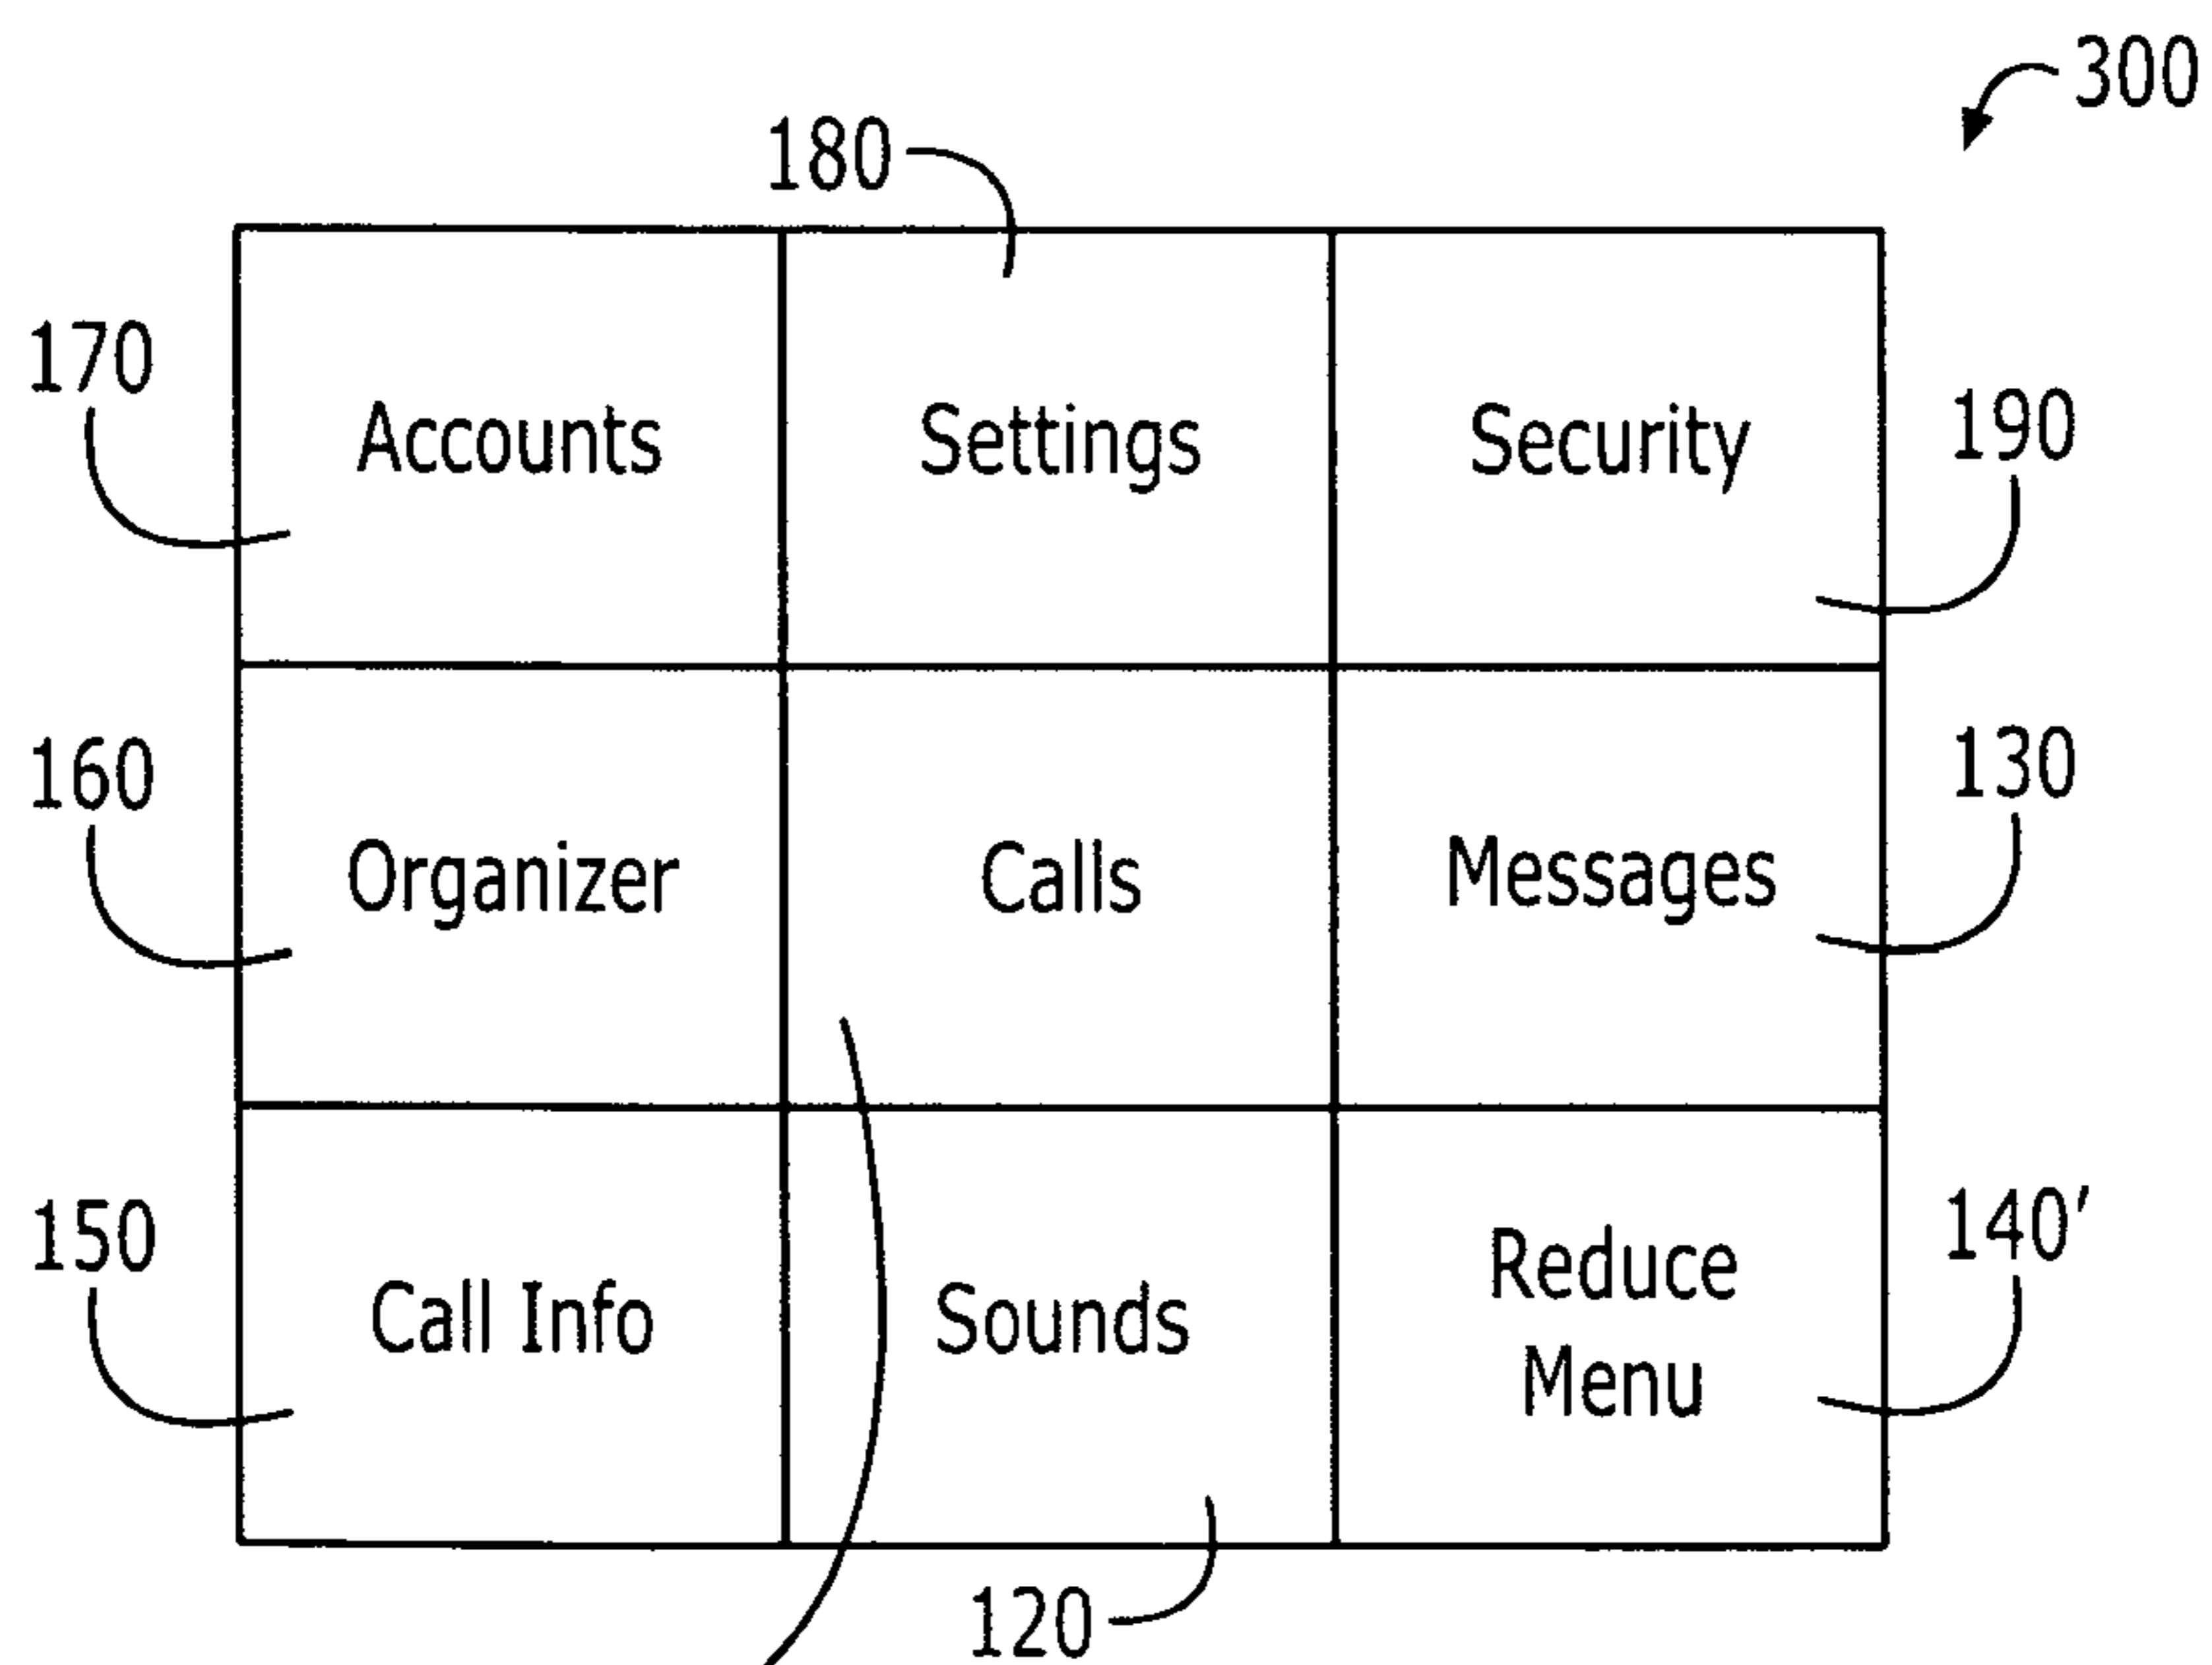 300
180
170
Accounts
Settings
Security
190
160
Organizer
Calls
Messages
130
150
Call Info
Sounds
Reduce
Menu
140'
120